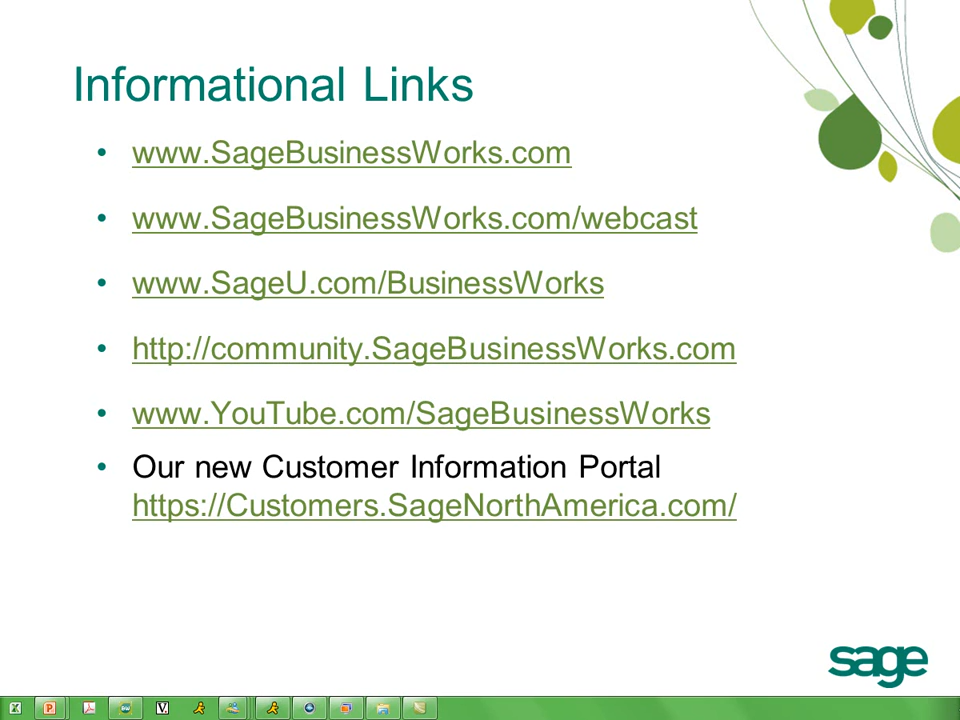 Informational Links
• www.SageBusinessWorks.com
• www.SageBusinessWorks.com/webcast
• www.SageU.com/BusinessWorks
• http://community.SageBusinessWorks.com
• www.YouTube.com/SageBusinessWorks
• Our new Customer Information Portal
https://Customers.SageNorthAmerica.com/
sage